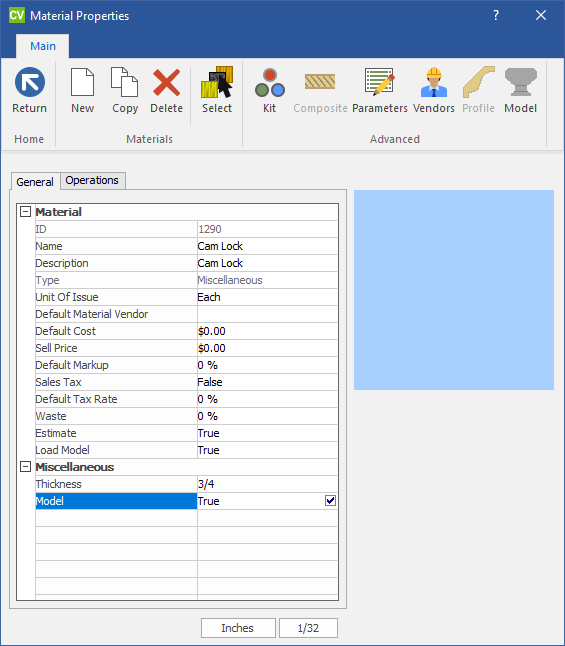 CV Material Properties ?
Main
Return New Copy Delete Select Kit Composite Parameters Vendors Profile Model
Home Materials Advanced
General Operations
Material
ID 1290
Name Cam Lock
Description Cam Lock
Type Miscellaneous
Unit Of Issue Each
Default Material Vendor
Default Cost $0.00
Sell Price $0.00
Default Markup 0 %
Sales Tax False
Default Tax Rate 0 %
Waste 0 %
Estimate True
Load Model True
Miscellaneous
Thickness 3/4
Model True
Inches 1/32